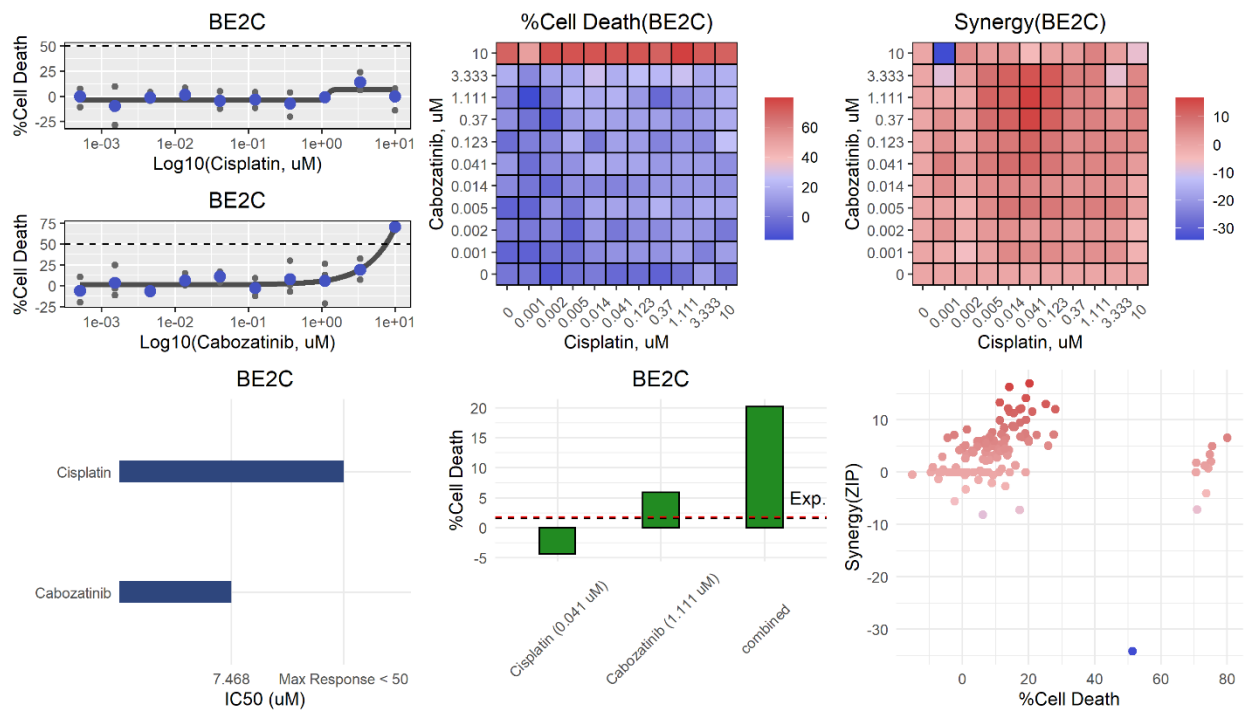 BE2C
%Cell Death
50
25
0
-25
1e-03
1e-02
1e-01
1e+00
1e+01
Log10(Cisplatin, uM)
BE2C
%Cell Death
75
50
25
0
-25
1e-03
1e-02
1e-01
1e+00
1e+01
Log10(Cabozatinib, uM)
%Cell Death(BE2C)
Cabozatinib, uM
10
3.333
1.111
0.37
0.123
0.041
0.014
0.005
0.002
0.001
0
0
0.001
0.002
0.005
0.014
0.041
0.123
0.37
1.111
3.333
10
Cisplatin, uM
60
40
20
0
Synergy(BE2C)
Cabozatinib, uM
10
3.333
1.111
0.37
0.123
0.041
0.014
0.005
0.002
0.001
0
0
0.001
0.002
0.005
0.014
0.041
0.123
0.37
1.111
3.333
10
Cisplatin, uM
10
0
-10
-20
-30
BE2C
Cisplatin
Cabozatinib
7.468
Max Response < 50
IC50 (uM)
BE2C
%Cell Death
20
15
10
5
0
-5
Exp.
Cisplatin (0.041 uM)
Cabozatinib (1.111 uM)
combined
Synergy(ZIP)
10
0
-10
-20
-30
0
20
40
60
80
%Cell Death